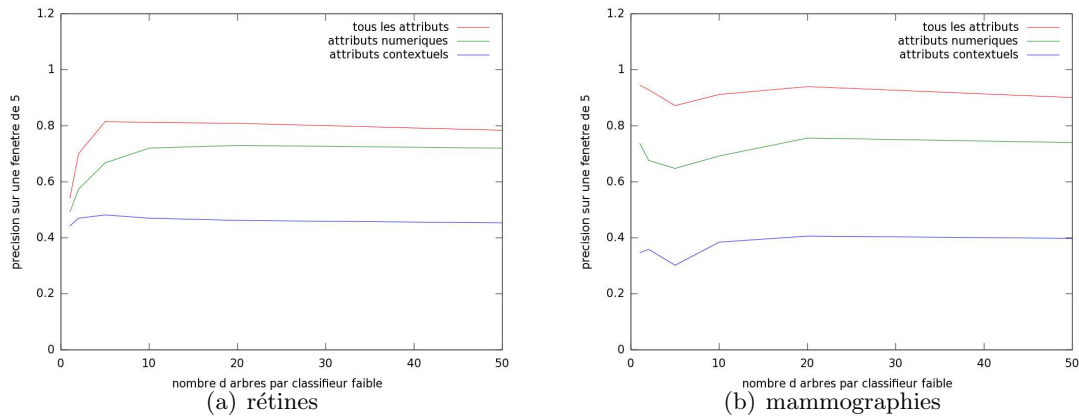 1.2
1
0.8
0.6
0.4
0.2
0
0 10 20 30 40 50
precision sur une fenetre de 5
nombre d arbres par classifieur faible
tous les attributs
attributs numeriques
attributs contextuels
(a) rétines
1.2
1
0.8
0.6
0.4
0.2
0
0 10 20 30 40 50
precision sur une fenetre de 5
nombre d arbres par classifieur faible
tous les attributs
attributs numeriques
attributs contextuels
(b) mammographies